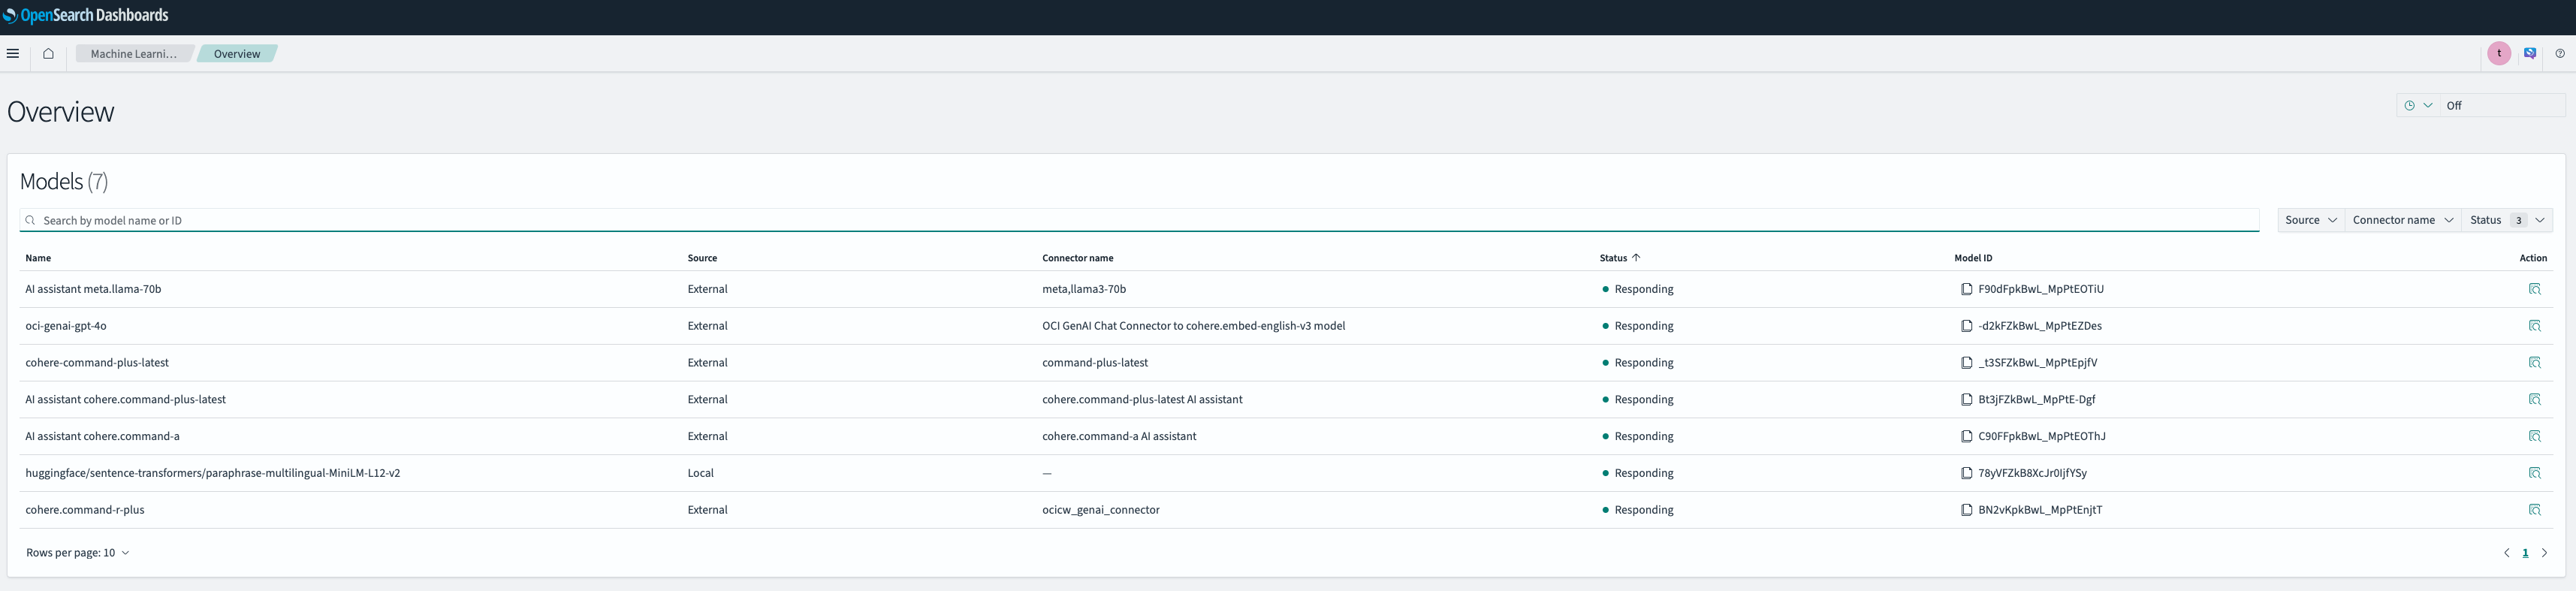 OpenSearch Dashboards
Machine Learni... Overview t
Overview Off
Models (7)
Search by model name or ID Source Connector name Status 3
Name Source Connector name Status Model ID Action
AI assistant meta.llama-70b External meta,llama3-70b Responding F90dFpkBwL_MpPtEOTiU
oci-genai-gpt-4o External OCI GenAI Chat Connector to cohere.embed-english-v3 model Responding -d2kFZkBwL_MpPtEZDes
cohere-command-plus-latest External command-plus-latest Responding _t3SFZkBwL_MpPtEpjfV
AI assistant cohere.command-plus-latest External cohere.command-plus-latest AI assistant Responding Bt3jFZkBwL_MpPtE-Dgf
AI assistant cohere.command-a External cohere.command-a AI assistant Responding C90FFpkBwL_MpPtEOThJ
huggingface/sentence-transformers/paraphrase-multilingual-MiniLM-L12-v2 Local — Responding 78yVFZkB8XcJr0IjfYSy
cohere.command-r-plus External ocicw_genai_connector Responding BN2vKpkBwL_MpPtEnjtT
Rows per page: 10 1